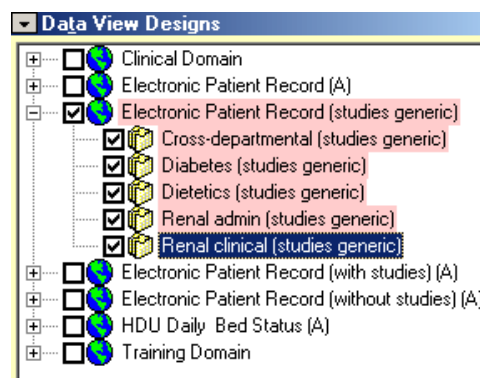 Data View Designs
Clinical Domain
Electronic Patient Record (A)
Electronic Patient Record (studies generic)
Cross-departmental (studies generic)
Diabetes (studies generic)
Dietetics (studies generic)
Renal admin (studies generic)
Renal clinical (studies generic)
Electronic Patient Record (with studies) (A)
Electronic Patient Record (without studies) (A)
HDU Daily  Bed Status (A)
Training Domain